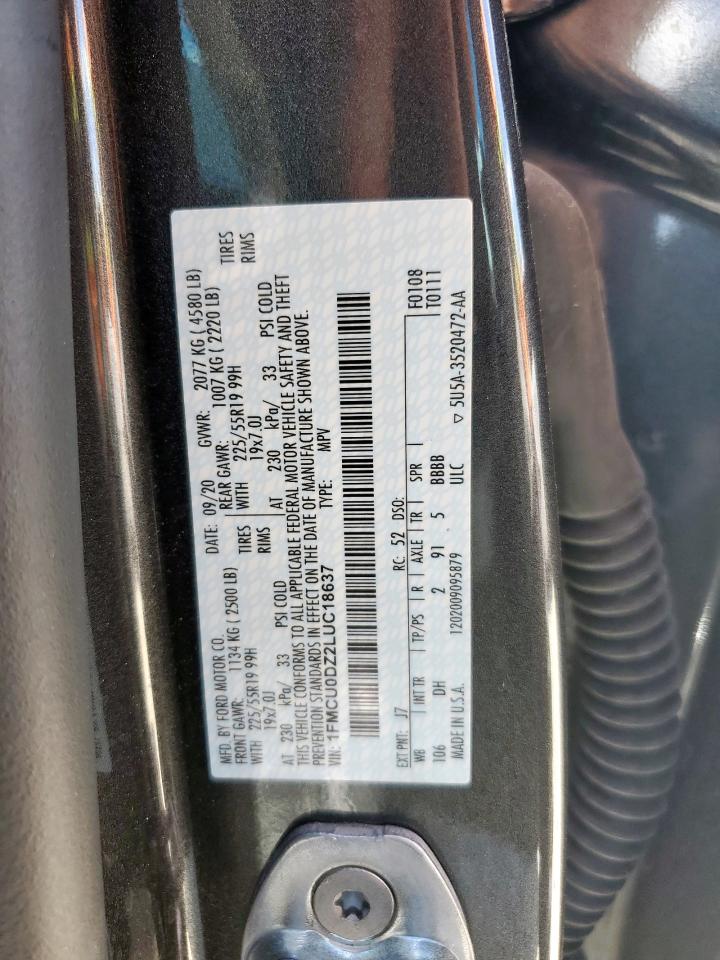 MFD. BY FORD MOTOR CO.
DATE: 09/20 GVWR: 2077 KG ( 4580 LB)
FRONT GAWR: 1134 KG ( 2500 LB)
REAR GAWR: 1007 KG ( 2220 LB)
WITH 225/55R19 99H TIRES
WITH 225/55R19 99H TIRES
19x7.0J RIMS
19x7.0J RIMS
AT 230 kPa/ 33 PSI COLD
AT 230 kPa/ 33 PSI COLD
THIS VEHICLE CONFORMS TO ALL APPLICABLE FEDERAL MOTOR VEHICLE SAFETY AND THEFT
PREVENTION STANDARDS IN EFFECT ON THE DATE OF MANUFACTURE SHOWN ABOVE.
VIN: 1FMCU0DZ2LUC18637 TYPE: MPV
EXT PNT: J7 RC: 52 DSO:
WB INT TR TP/PS R AXLE TR SPR F0108
106 DH 2 91 5 BBBB T0111
MADE IN U.S.A. 1202009095879 ULC
▽ 5U5A-3520472-AA